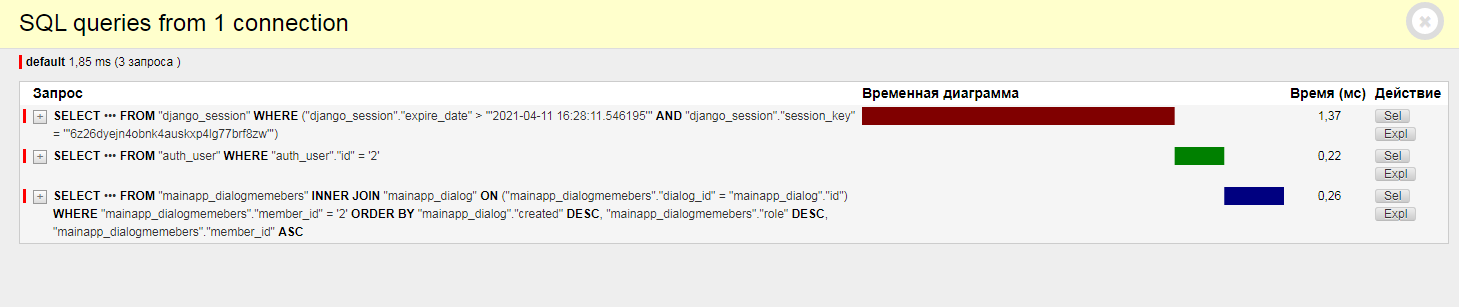 SQL queries from 1 connection
default 1,85 ms (3 запроса )
Запрос Временная диаграмма Время (мс) Действие
+ SELECT ••• FROM "django_session" WHERE ("django_session"."expire_date" > '"2021-04-11 16:28:11.546195"' AND "django_session"."session_key" 1,37 Sel
= '"6z26dyejn4obnk4auskxp4lg77brf8zw"') Expl
+ SELECT ••• FROM "auth_user" WHERE "auth_user"."id" = '2' 0,22 Sel
Expl
+ SELECT ••• FROM "mainapp_dialogmemebers" INNER JOIN "mainapp_dialog" ON ("mainapp_dialogmemebers"."dialog_id" = "mainapp_dialog"."id") 0,26 Sel
WHERE "mainapp_dialogmemebers"."member_id" = '2' ORDER BY "mainapp_dialog"."created" DESC, "mainapp_dialogmemebers"."role" DESC, Expl
"mainapp_dialogmemebers"."member_id" ASC